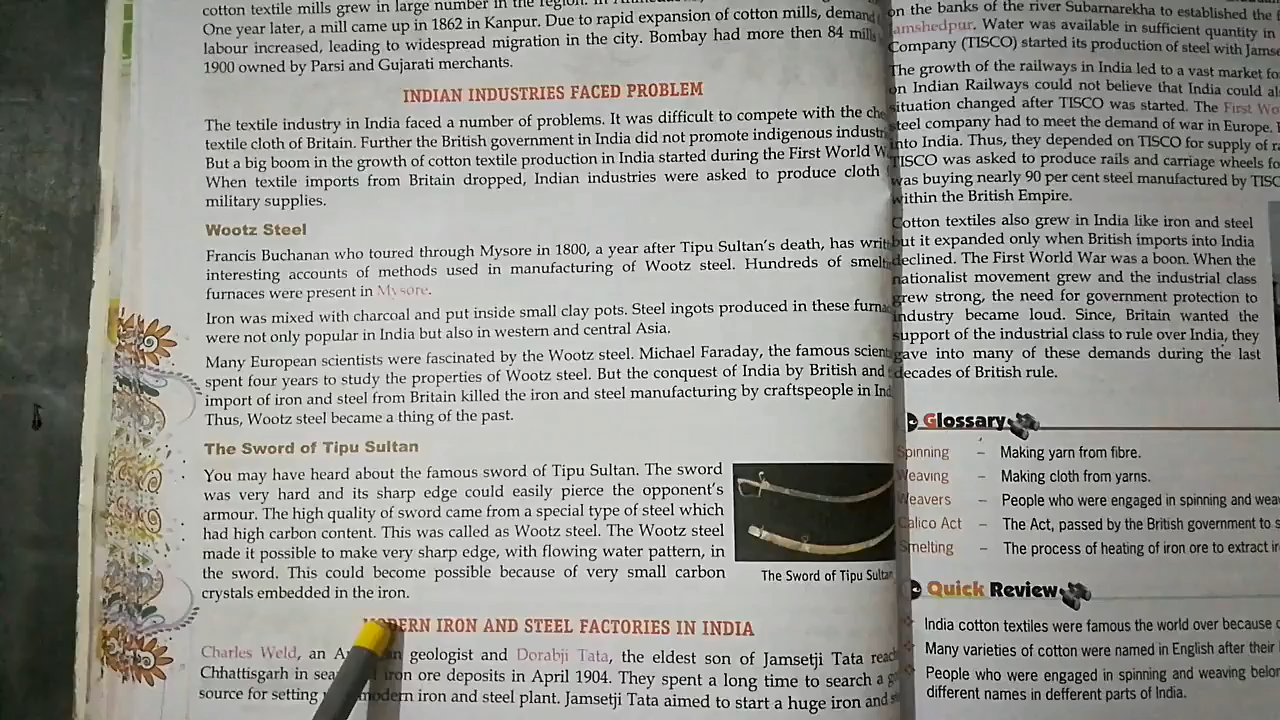 cotton textile mills grew in large number in the region. In
One year later, a mill came up in 1862 in Kanpur. Due to rapid expansion of cotton mills, demand
labour increased, leading to widespread migration in the city. Bombay had more then 84 mills
1900 owned by Parsi and Gujarati merchants.
INDIAN INDUSTRIES FACED PROBLEM
The textile industry in India faced a number of problems. It was difficult to compete with the
textile cloth of Britain. Further the British government in India did not promote indigenous
But a big boom in the growth of cotton textile production in India started during the First World
When textile imports from Britain dropped, Indian industries were asked to produce cloth
military supplies.
Wootz Steel
Francis Buchanan who toured through Mysore in 1800, a year after Tipu Sultan's death, has
interesting accounts of methods used in manufacturing of Wootz steel. Hundreds of
furnaces were present in Mysore.
Iron was mixed with charcoal and put inside small clay pots. Steel ingots produced in these
were not only popular in India but also in western and central Asia.
Many European scientists were fascinated by the Wootz steel. Michael Faraday, the famous
spent four years to study the properties of Wootz steel. But the conquest of India by British and
import of iron and steel from Britain killed the iron and steel manufacturing by craftspeople in
Thus, Wootz steel became a thing of the past.
The Sword of Tipu Sultan
You may have heard about the famous sword of Tipu Sultan. The sword
was very hard and its sharp edge could easily pierce the opponent's
armour. The high quality of sword came from a special type of steel which
had high carbon content. This was called as Wootz steel. The Wootz steel
made it possible to make very sharp edge, with flowing water pattern, in
the sword. This could become possible because of very small carbon
crystals embedded in the iron.
The Sword of Tipu Sultan
MODERN IRON AND STEEL FACTORIES IN INDIA
Charles Weld, an geologist and Dorabji Tata, the eldest son of Jamsetji Tata
Chhattisgarh in iron ore deposits in April 1904. They spent a long time to search a
source for setting modern iron and steel plant. Jamsetji Tata aimed to start a huge iron and
on the banks of the river Subarnarekha to established the
Jamshedpur. Water was available in sufficient quantity in
Company (TISCO) started its production of steel with
The growth of the railways in India led to a vast market
on Indian Railways could not believe that India could
situation changed after TISCO was started. The First
steel company had to meet the demand of war in Europe.
into India. Thus, they depended on TISCO for supply of
TISCO was asked to produce rails and carriage wheels
was buying nearly 90 per cent steel manufactured by
within the British Empire.
Cotton textiles also grew in India like iron and steel
but it expanded only when British imports into India
declined. The First World War was a boon. When the
nationalist movement grew and the industrial class
grew strong, the need for government protection to
industry became loud. Since, Britain wanted the
support of the industrial class to rule over India, they
gave into many of these demands during the last
decades of British rule.
Glossary
Spinning – Making yarn from fibre.
Weaving – Making cloth from yarns.
Weavers – People who were engaged in spinning and
Calico Act – The Act, passed by the British government to
Smelting – The process of heating of iron ore to extract
Quick Review
India cotton textiles were famous the world over because
Many varieties of cotton were named in English after their
People who were engaged in spinning and weaving
different names in defferent parts of India.